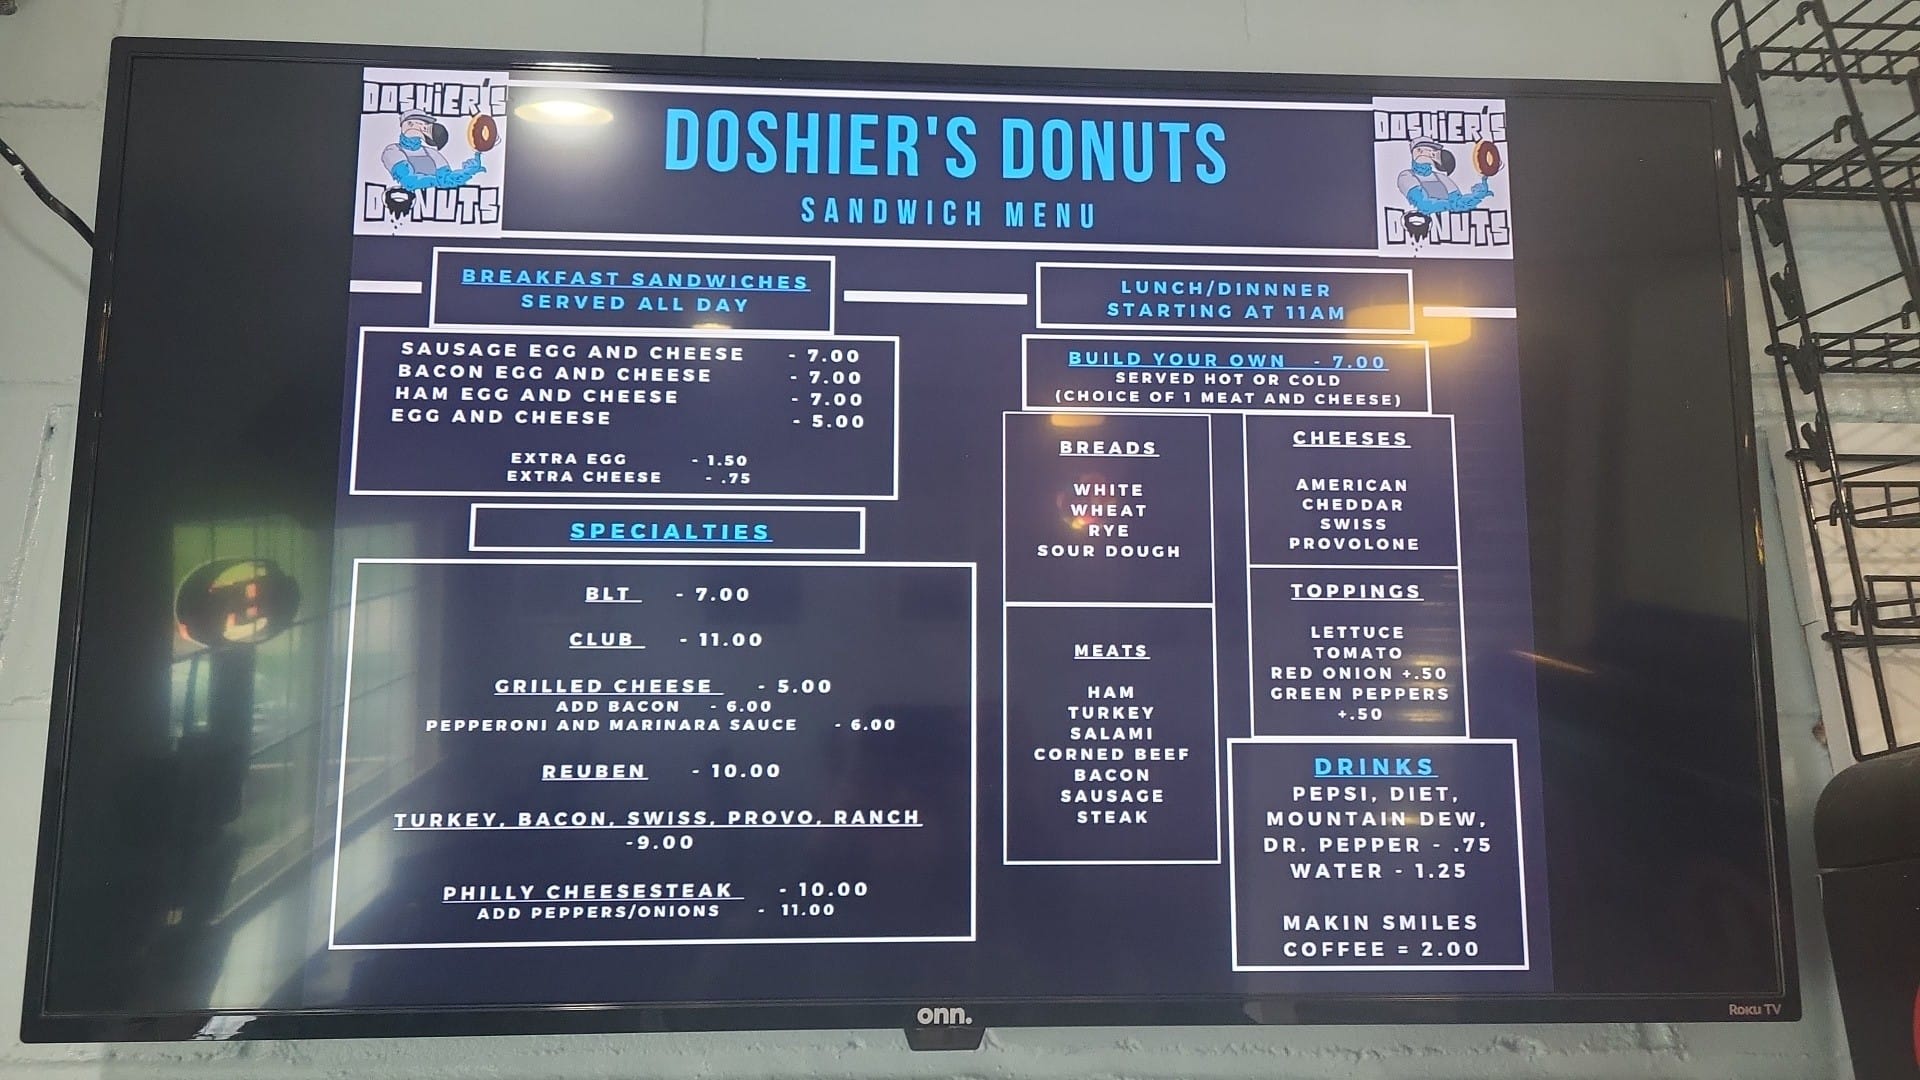 DOSHIER'S
DONUTS
DOSHIER'S DONUTS
SANDWICH MENU
DOSHIER'S
DONUTS
BREAKFAST SANDWICHES
SERVED ALL DAY
SAUSAGE EGG AND CHEESE - 7.00
BACON EGG AND CHEESE - 7.00
HAM EGG AND CHEESE - 7.00
EGG AND CHEESE - 5.00
EXTRA EGG - 1.50
EXTRA CHEESE - .75
SPECIALTIES
BLT - 7.00
CLUB - 11.00
GRILLED CHEESE - 5.00
ADD BACON - 6.00
PEPPERONI AND MARINARA SAUCE - 6.00
REUBEN - 10.00
TURKEY, BACON, SWISS, PROVO, RANCH
-9.00
PHILLY CHEESESTEAK - 10.00
ADD PEPPERS/ONIONS - 11.00
LUNCH/DINNNER
STARTING AT 11AM
BUILD YOUR OWN - 7.00
SERVED HOT OR COLD
(CHOICE OF 1 MEAT AND CHEESE)
BREADS
WHITE
WHEAT
RYE
SOUR DOUGH
MEATS
HAM
TURKEY
SALAMI
CORNED BEEF
BACON
SAUSAGE
STEAK
CHEESES
AMERICAN
CHEDDAR
SWISS
PROVOLONE
TOPPINGS
LETTUCE
TOMATO
RED ONION +.50
GREEN PEPPERS
+.50
DRINKS
PEPSI, DIET,
MOUNTAIN DEW,
DR. PEPPER - .75
WATER - 1.25
MAKIN SMILES
COFFEE = 2.00
onn.
Roku TV